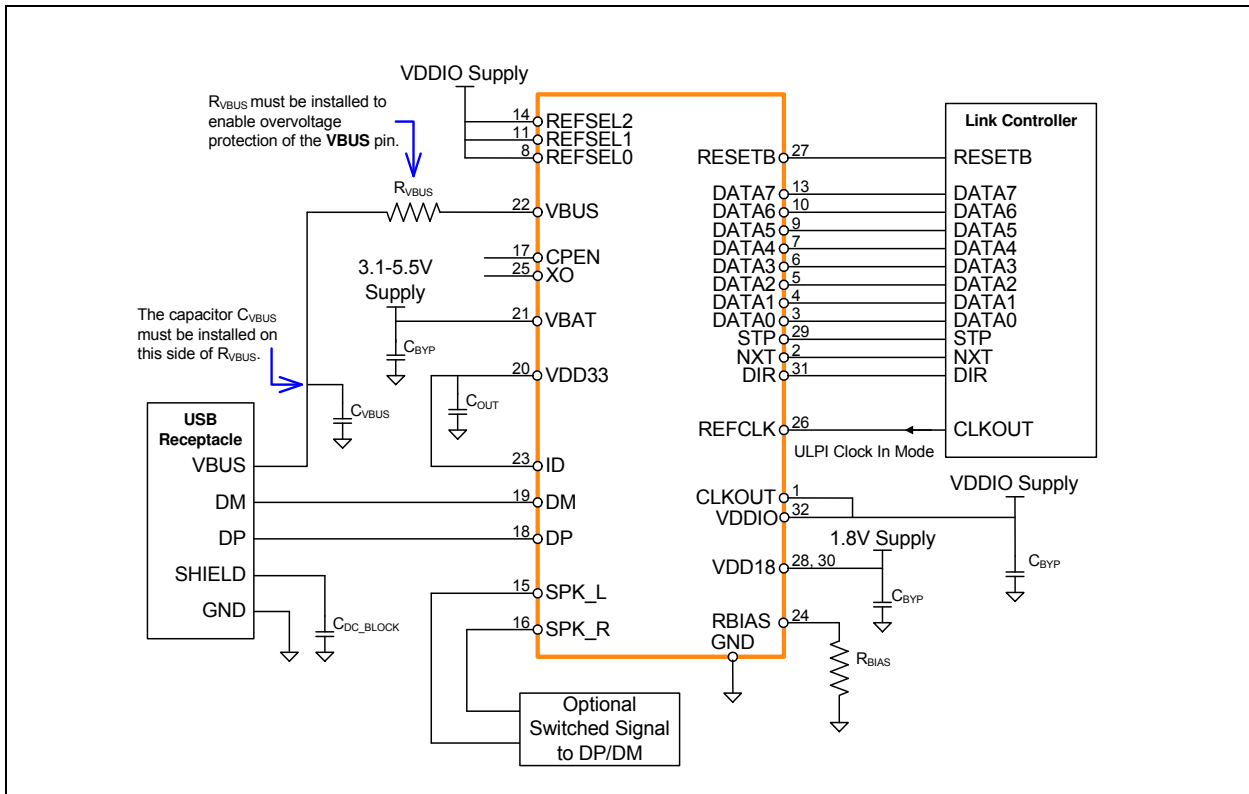 VDDIO Supply
RVBUS must be installed to
enable overvoltage
protection of the VBUS pin.
RVBUS
14 REFSEL2
11 REFSEL1
8 REFSEL0
22 VBUS
17 CPEN
25 XO
3.1-5.5V
Supply
21 VBAT
CBYP
The capacitor CVBUS
must be installed on
this side of RVBUS.
20 VDD33
COUT
CVBUS
23 ID
19 DM
18 DP
15 SPK_L
16 SPK_R
USB
Receptacle
VBUS
DM
DP
SHIELD
GND
CDC_BLOCK
Optional
Switched Signal
to DP/DM
RESETB 27
DATA7 13
DATA6 10
DATA5 9
DATA4 7
DATA3 6
DATA2 5
DATA1 4
DATA0 3
STP 29
NXT 2
DIR 31
REFCLK 26
ULPI Clock In Mode
CLKOUT 1
VDDIO 32
VDD18 28, 30
RBIAS 24
GND
Link Controller
RESETB
DATA7
DATA6
DATA5
DATA4
DATA3
DATA2
DATA1
DATA0
STP
NXT
DIR
CLKOUT
VDDIO Supply
CBYP
1.8V Supply
CBYP
RBIAS